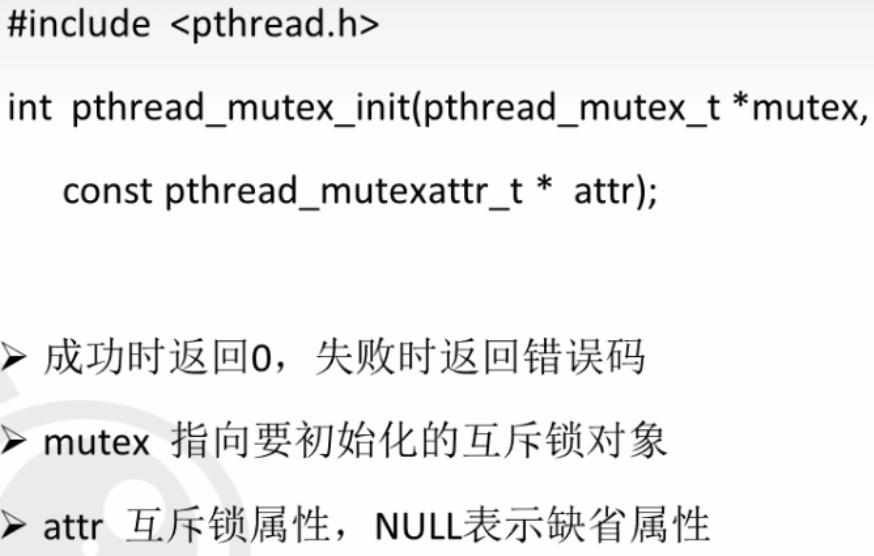 #include <pthread.h>
int pthread_mutex_init(pthread_mutex_t *mutex,
const pthread_mutexattr_t * attr);
➢ 成功时返回0，失败时返回错误码
➢ mutex 指向要初始化的互斥锁对象
➢ attr 互斥锁属性，NULL表示缺省属性